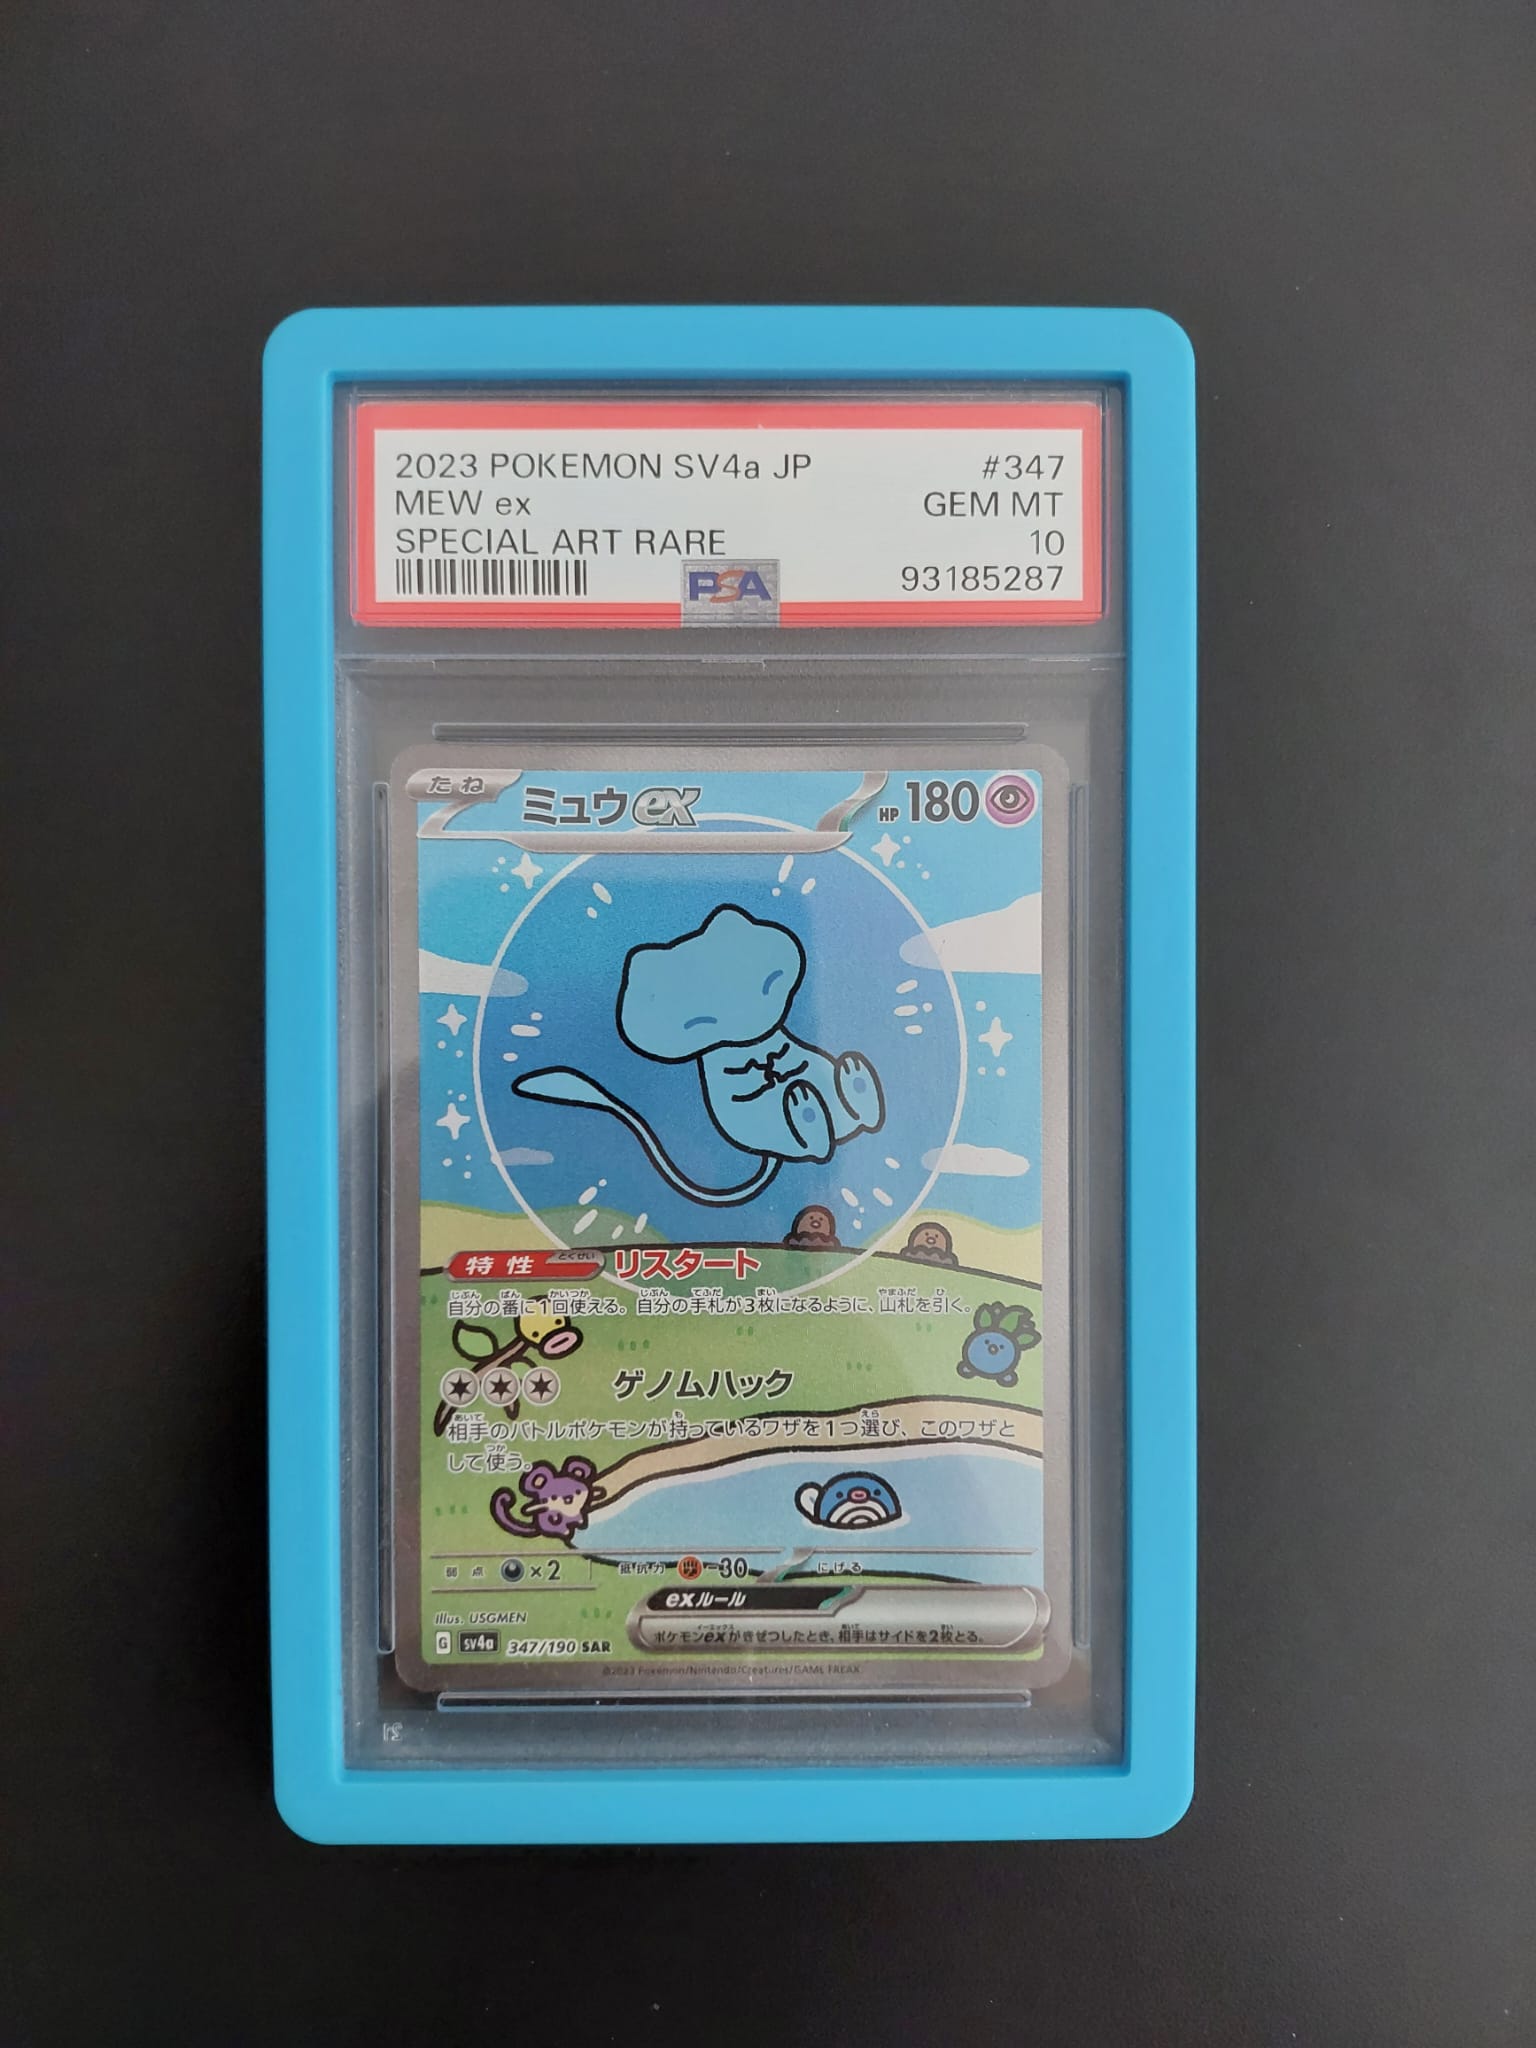 2023 POKEMON SV4a JP #347
MEW ex GEM MT
SPECIAL ART RARE 10
PSA 93185287
たね ミュウex HP 180
特性 とくせい リスタート
自分の番に1回使える。自分の手札が3枚になるように、山札を引く。
ゲノムハック
相手のバトルポケモンが持っているワザを1つ選び、このワザと
して使う。
弱点 ×2 抵抗力 -30 にげる
exルール
ポケモンexがきぜつしたとき、相手はサイドを2枚とる。
Illus. USGMEN
G sv4a 347/190 SAR
©2023 Pokémon/Nintendo/Creatures/GAME FREAK